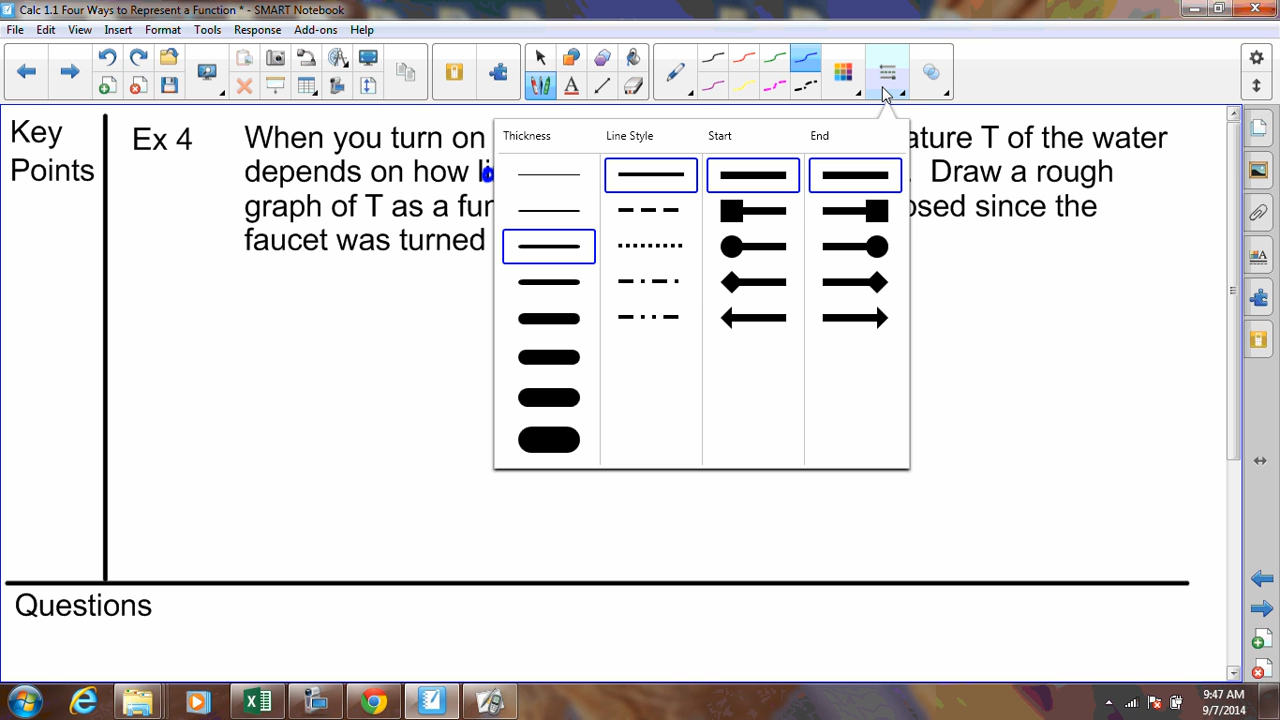 Calc 1.1 Four Ways to Represent a Function * - SMART Notebook
File Edit View Insert Format Tools Response Add-ons Help
Thickness Line Style Start End
Key
Points
Ex 4
When you turn on ature T of the water
depends on how Draw a rough
graph of T as a fun osed since the
faucet was turned
Questions
9:47 AM
9/7/2014